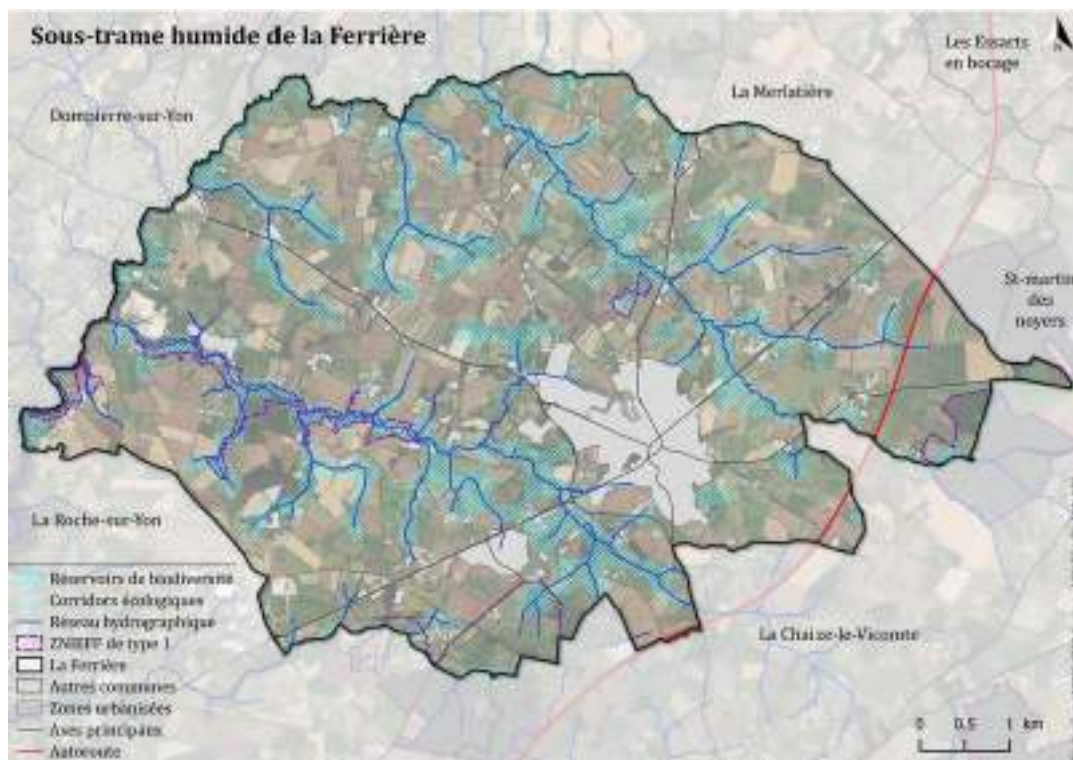 Sous-trame humide de la Ferrière
Les Essarts
en bocage
La Merlatière
Dompierre-sur-Yon
St-martin
des
noyers
La Roche-sur-Yon
La Chaize-le-Vicomte
Réservoirs de biodiversité
Corridors écologiques
Réseau hydrographique
ZNIEFF de type 1
La Ferrière
Autres communes
Zones urbanisées
Axes principaux
Autoroute
0 0.5 1 km